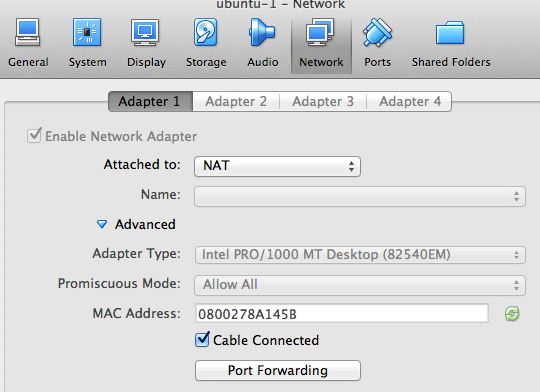 ubuntu-1 – Network
General System Display Storage Audio Network Ports Shared Folders
Adapter 1 Adapter 2 Adapter 3 Adapter 4
Enable Network Adapter
Attached to: NAT
Name:
Advanced
Adapter Type: Intel PRO/1000 MT Desktop (82540EM)
Promiscuous Mode: Allow All
MAC Address: 0800278A145B
Cable Connected
Port Forwarding